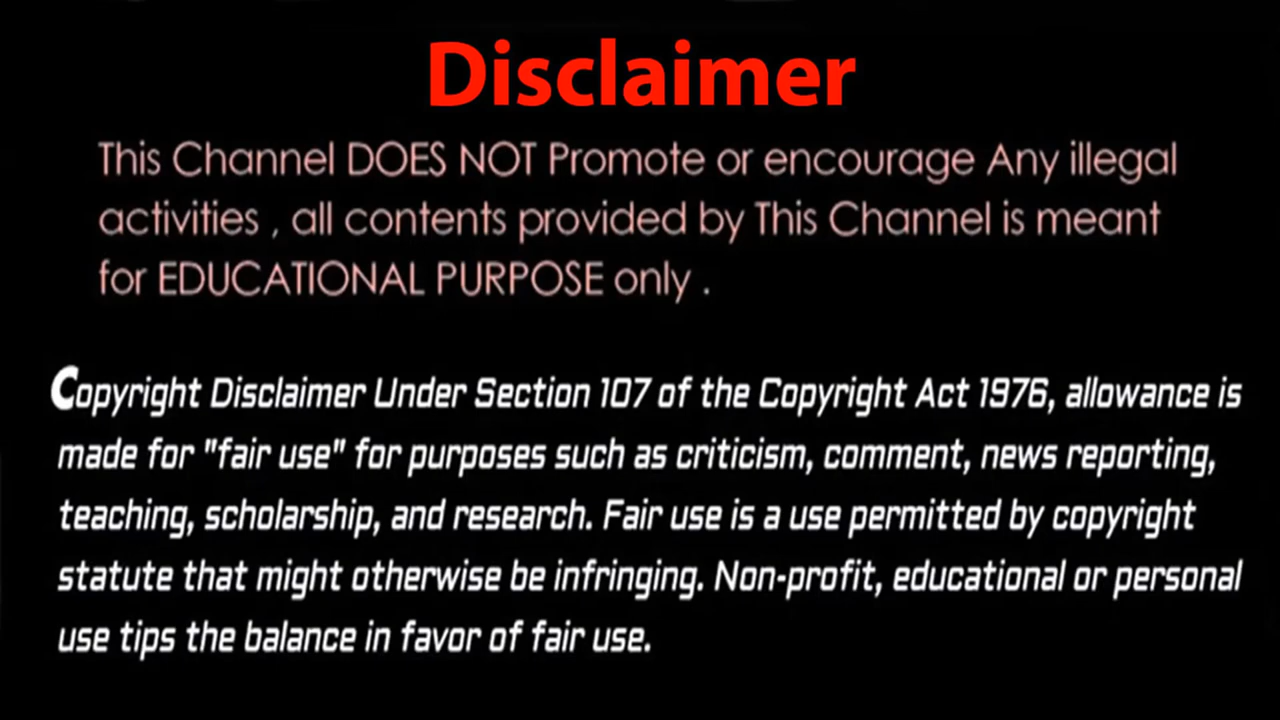 Disclaimer
This Channel DOES NOT Promote or encourage Any illegal
activities , all contents provided by This Channel is meant
for EDUCATIONAL PURPOSE only .
Copyright Disclaimer Under Section 107 of the Copyright Act 1976, allowance is
made for "fair use" for purposes such as criticism, comment, news reporting,
teaching, scholarship, and research. Fair use is a use permitted by copyright
statute that might otherwise be infringing. Non-profit, educational or personal
use tips the balance in favor of fair use.